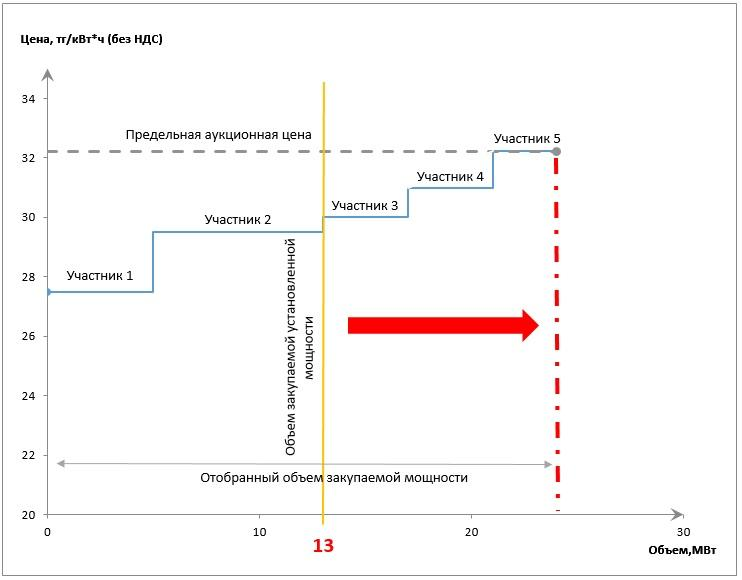 Цена, тг/кВт*ч (без НДС)
34
Предельная аукционная цена
Участник 5
32
Участник 4
Участник 3
30
Участник 2
Участник 1
28
Объем закупаемой установленной
мощности
26
24
22
Отобранный объем закупаемой мощности
20
0
10
13
20
30
Объем,МВт